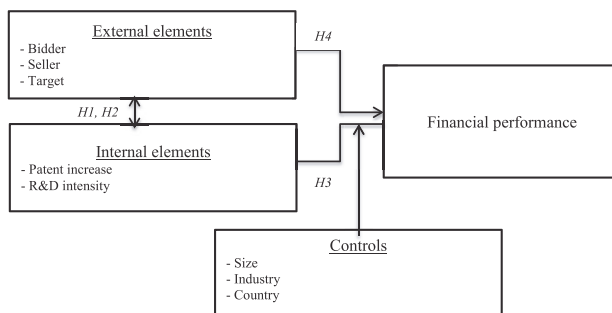 External elements
- Bidder
- Seller
- Target
H4
H1, H2
Financial performance
Internal elements
- Patent increase
- R&D intensity
H3
Controls
- Size
- Industry
- Country